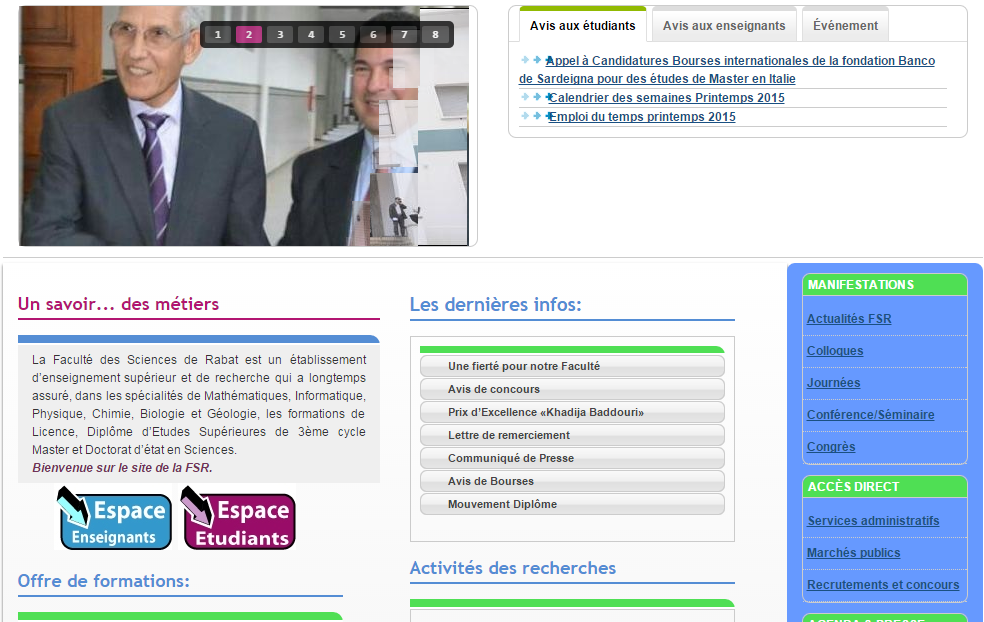 1 2 3 4 5 6 7 8
Avis aux étudiants
Avis aux enseignants
Événement
Appel à Candidatures Bourses internationales de la fondation Banco
de Sardeigna pour des études de Master en Italie
Calendrier des semaines Printemps 2015
Emploi du temps printemps 2015
Un savoir... des métiers
La Faculté des Sciences de Rabat est un établissement
d'enseignement supérieur et de recherche qui a longtemps
assuré, dans les spécialités de Mathématiques, Informatique,
Physique, Chimie, Biologie et Géologie, les formations de
Licence, Diplôme d'Etudes Supérieures de 3ème cycle
Master et Doctorat d'état en Sciences.
Bienvenue sur le site de la FSR.
Espace
Enseignants
Espace
Etudiants
Offre de formations:
Les dernières infos:
Une fierté pour notre Faculté
Avis de concours
Prix d'Excellence «Khadija Baddouri»
Lettre de remerciement
Communiqué de Presse
Avis de Bourses
Mouvement Diplôme
Activités des recherches
MANIFESTATIONS
Actualités FSR
Colloques
Journées
Conférence/Séminaire
Congrès
ACCÈS DIRECT
Services administratifs
Marchés publics
Recrutements et concours
AGENDA & PRESSE